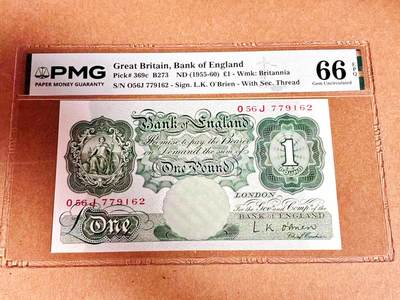 PMG
PAPER MONEY GUARANTY
Great Britain, Bank of England
Pick# 369c B273 ND (1955-60) £1 - Wmk: Britannia
S/N O56J 779162 - Sign. L.K. O'Brien - With Sec. Thread
66 EPQ
Gem Uncirculated
O56J 779162
Bank of England
Promise to pay the Bearer
on Demand the sum of
One Pound
1
LONDON
For the Govr and Compa of the
BANK OF ENGLAND
L.K. O'Brien
Chief Cashier
O56J 779162
£One